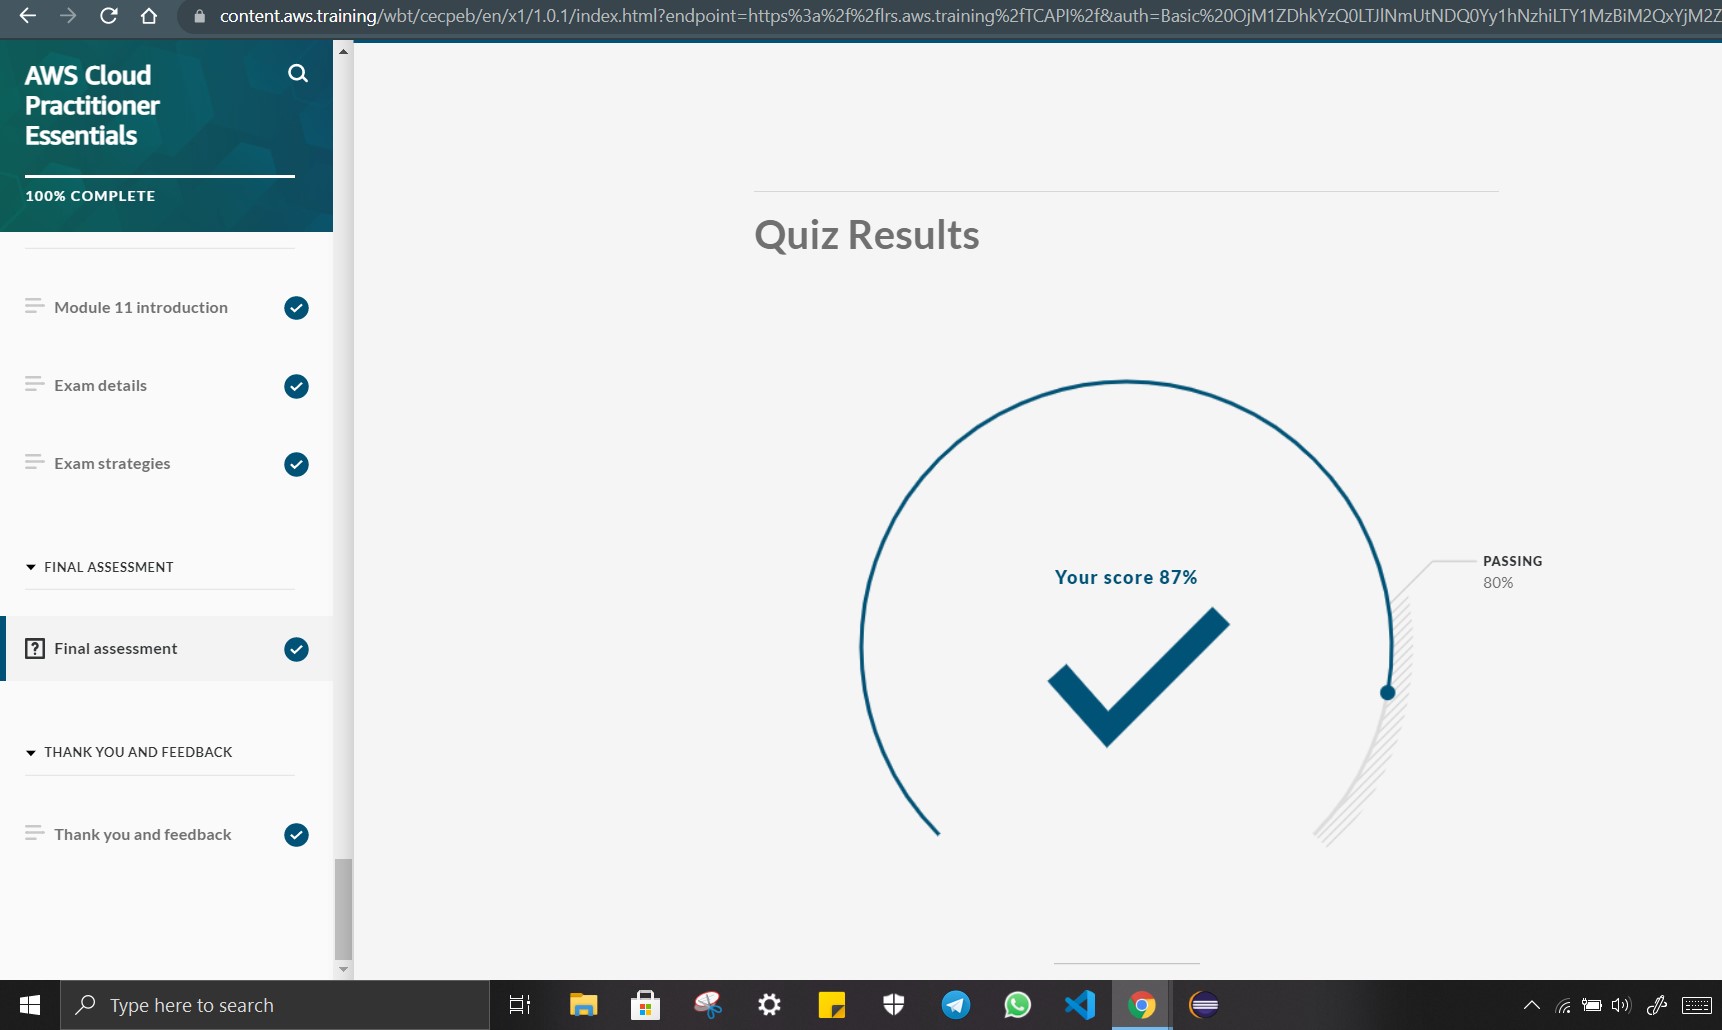 content.aws.training/wbt/cecpeb/en/x1/1.0.1/index.html?endpoint=https%3a%2f%2flrs.aws.training%2fTCAPI%2f&auth=Basic%20OjM1ZDhkYzQ0LTJlNmUtNDQ0Yy1hNzhiLTY1MzBiM2QxYjM2Z
AWS Cloud
Practitioner
Essentials
100% COMPLETE
Module 11 introduction
Exam details
Exam strategies
FINAL ASSESSMENT
Final assessment
THANK YOU AND FEEDBACK
Thank you and feedback
Quiz Results
Your score 87%
PASSING
80%
Type here to search